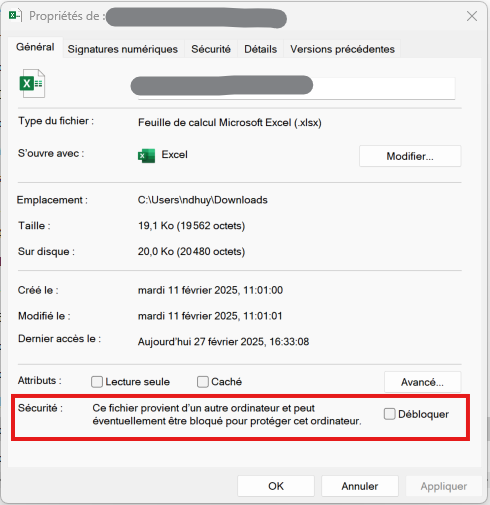 Propriétés de :
Général Signatures numériques Sécurité Détails Versions précédentes
Type du fichier : Feuille de calcul Microsoft Excel (.xlsx)
S'ouvre avec : Excel Modifier...
Emplacement : C:\Users\ndhuy\Downloads
Taille : 19,1 Ko (19 562 octets)
Sur disque : 20,0 Ko (20 480 octets)
Créé le : mardi 11 février 2025, 11:01:00
Modifié le : mardi 11 février 2025, 11:01:01
Dernier accès le : Aujourd'hui 27 février 2025, 16:33:08
Attributs : Lecture seule Caché Avancé...
Sécurité : Ce fichier provient d'un autre ordinateur et peut
éventuellement être bloqué pour protéger cet ordinateur. Débloquer
OK Annuler Appliquer